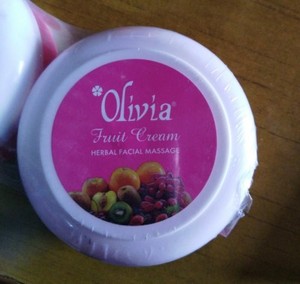 Olivia®
Fruit Cream
HERBAL FACIAL MASSAGE